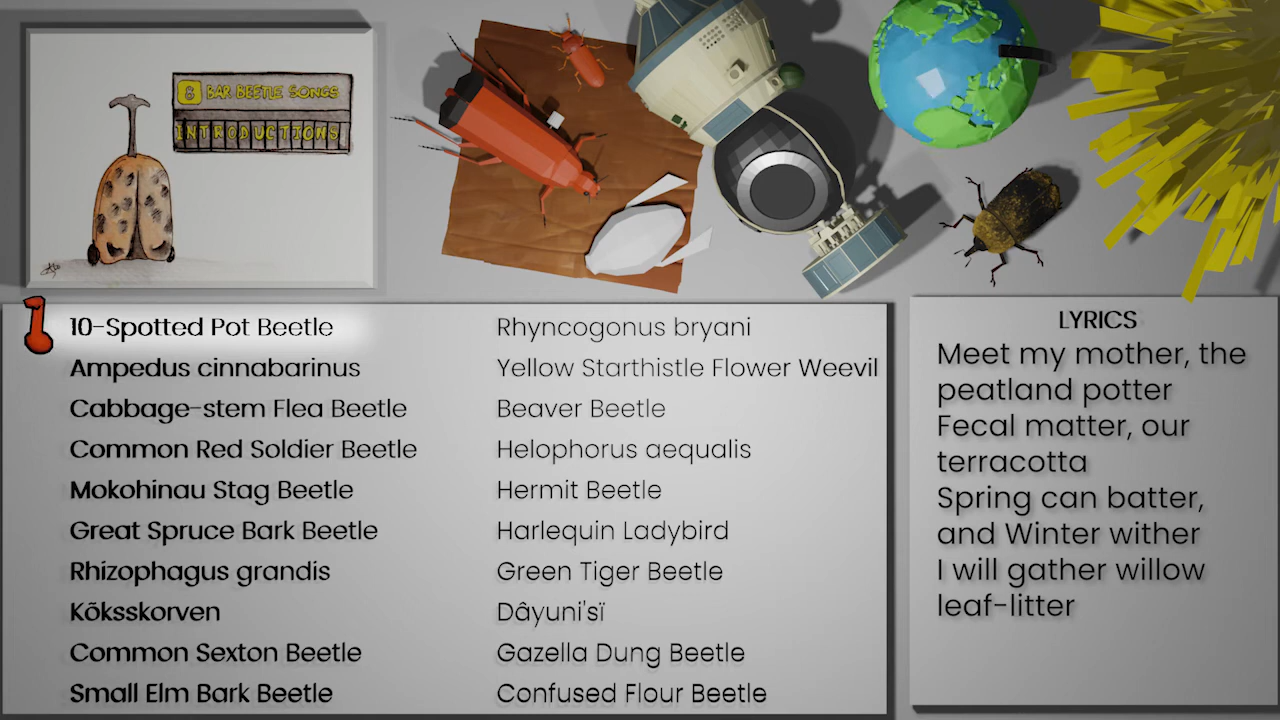 8 BAR BEETLE SONGS
INTRODUCTIONS
10-Spotted Pot Beetle
Ampedus cinnabarinus
Cabbage-stem Flea Beetle
Common Red Soldier Beetle
Mokohinau Stag Beetle
Great Spruce Bark Beetle
Rhizophagus grandis
Kõksskorven
Common Sexton Beetle
Small Elm Bark Beetle
Rhyncogonus bryani
Yellow Starthistle Flower Weevil
Beaver Beetle
Helophorus aequalis
Hermit Beetle
Harlequin Ladybird
Green Tiger Beetle
Dâyuni'sï
Gazella Dung Beetle
Confused Flour Beetle
LYRICS
Meet my mother, the
peatland potter
Fecal matter, our
terracotta
Spring can batter,
and Winter wither
I will gather willow
leaf-litter